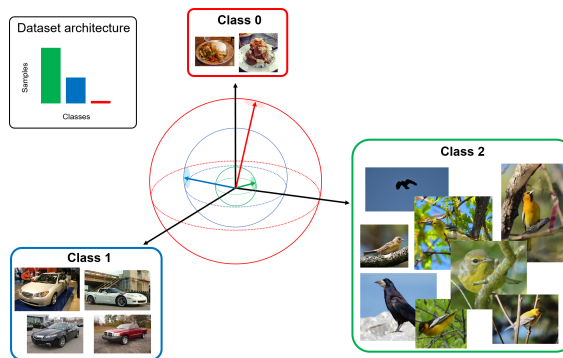 Dataset architecture
Samples
Classes
Class 0
Class 1
Class 2